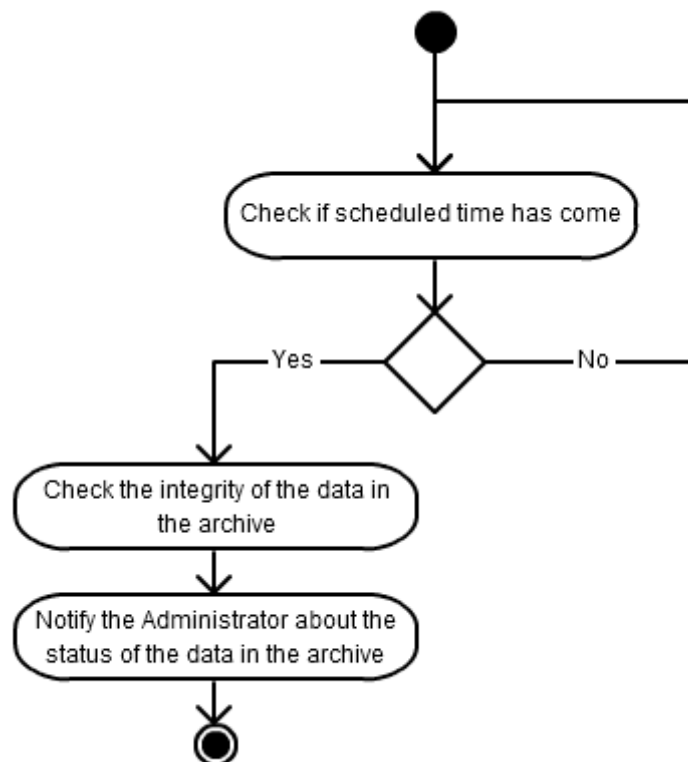 Check if scheduled time has come
Yes
No
Check the integrity of the data in
the archive
Notify the Administrator about the
status of the data in the archive